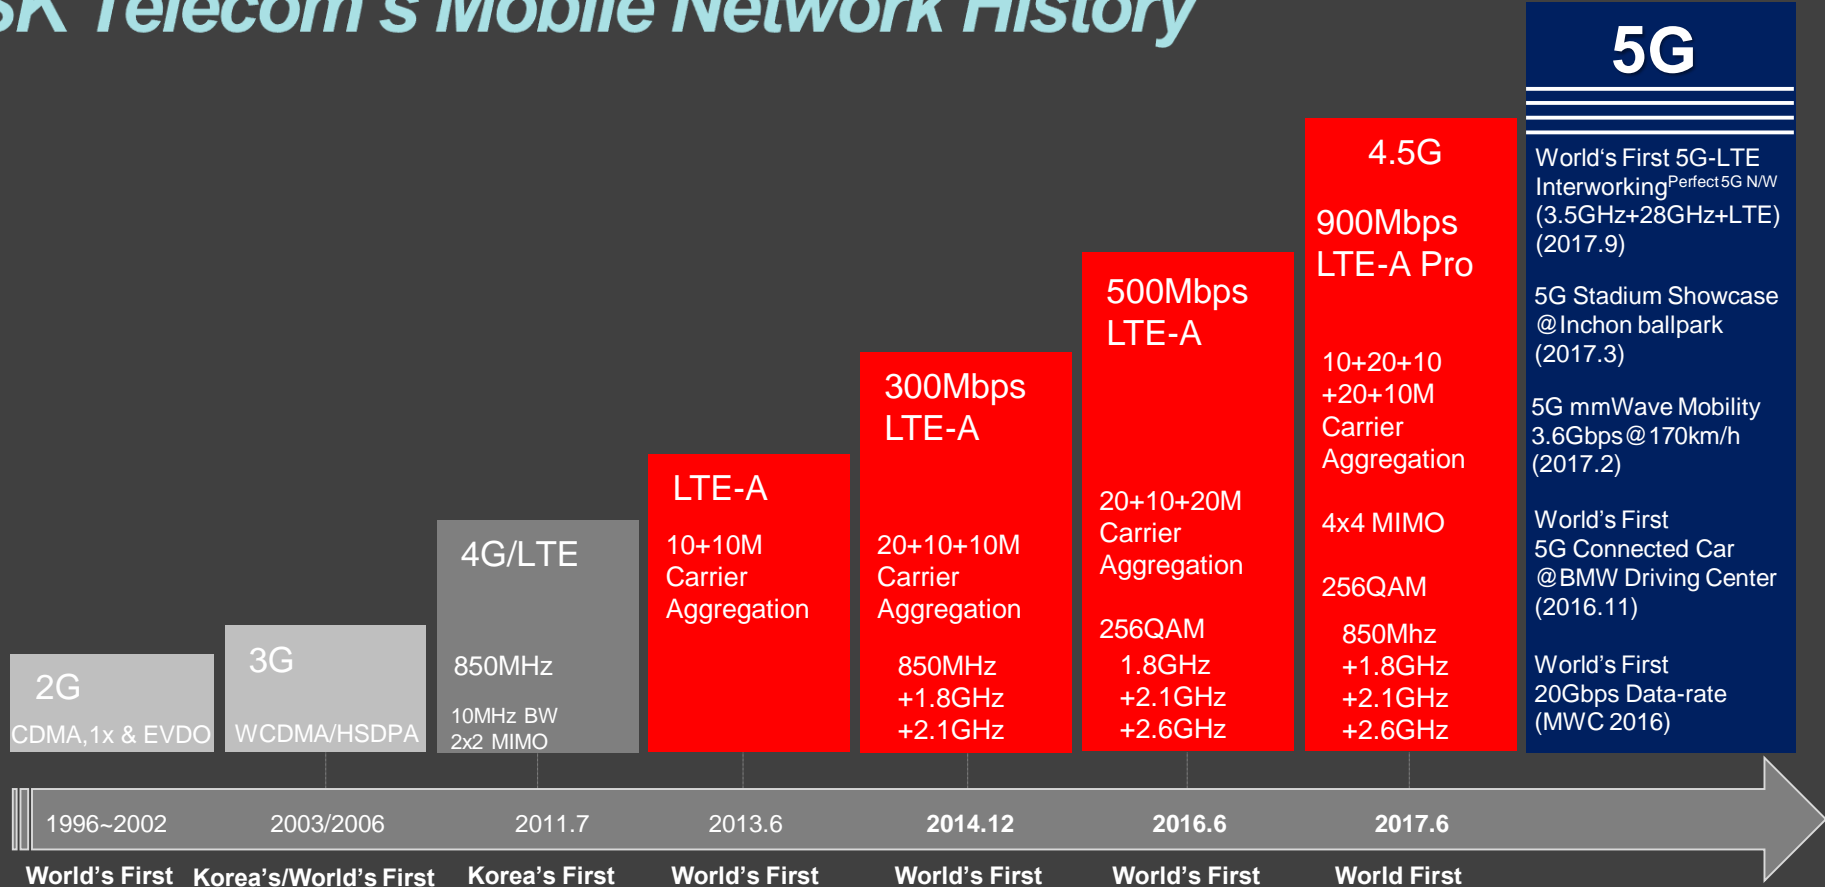 SK Telecom's Mobile Network History
2G
CDMA,1x & EVDO
3G
WCDMA/HSDPA
4G/LTE
850MHz
10MHz BW
2x2 MIMO
LTE-A
10+10M
Carrier
Aggregation
300Mbps
LTE-A
20+10+10M
Carrier
Aggregation
850MHz
+1.8GHz
+2.1GHz
500Mbps
LTE-A
20+10+20M
Carrier
Aggregation
256QAM
1.8GHz
+2.1GHz
+2.6GHz
4.5G
900Mbps
LTE-A Pro
10+20+10
+20+10M
Carrier
Aggregation
4x4 MIMO
256QAM
850Mhz
+1.8GHz
+2.1GHz
+2.6GHz
5G
World‘s First 5G-LTE
Interworking Perfect 5G N/W
(3.5GHz+28GHz+LTE)
(2017.9)
5G Stadium Showcase
@Inchon ballpark
(2017.3)
5G mmWave Mobility
3.6Gbps@170km/h
(2017.2)
World’s First
5G Connected Car
@BMW Driving Center
(2016.11)
World’s First
20Gbps Data-rate
(MWC 2016)
1996~2002
2003/2006
2011.7
2013.6
2014.12
2016.6
2017.6
World’s First
Korea’s/World’s First
Korea’s First
World’s First
World’s First
World’s First
World First